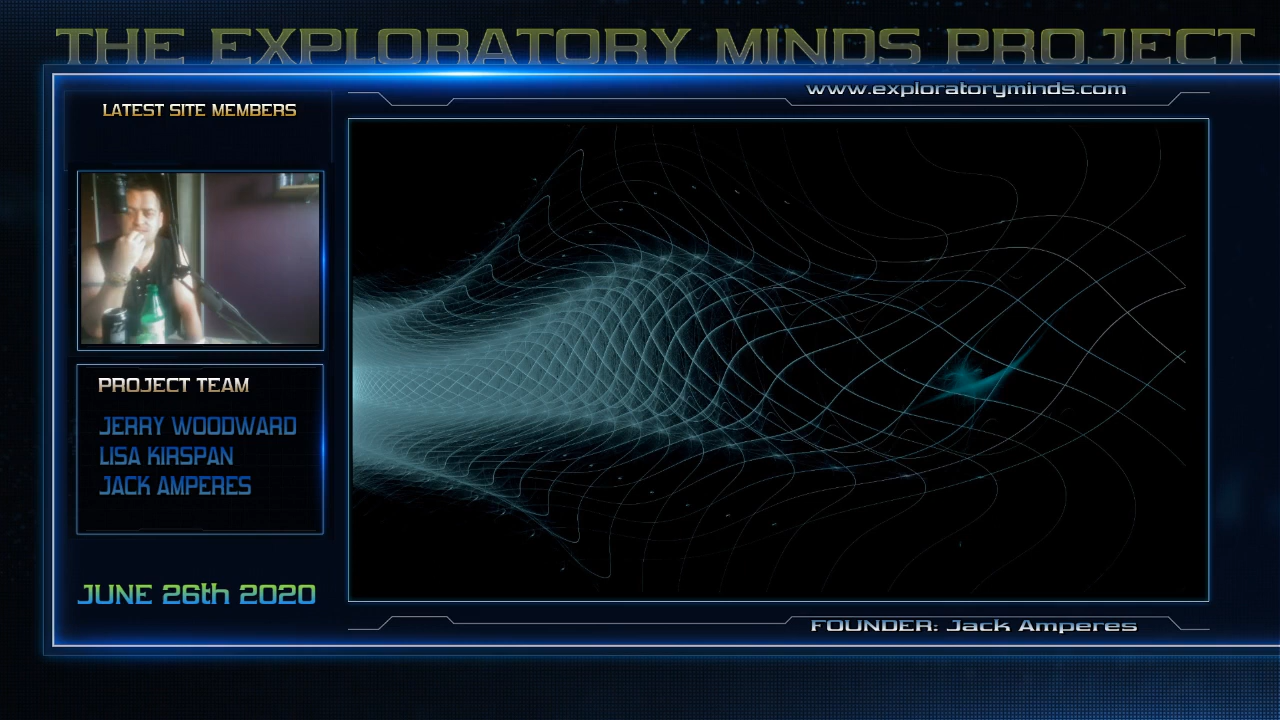 THE EXPLORATORY MINDS PROJECT
www.exploratoryminds.com
LATEST SITE MEMBERS
PROJECT TEAM
JERRY WOODWARD
LISA KIRSPAN
JACK AMPERES
JUNE 26th 2020
FOUNDER: Jack Amperes